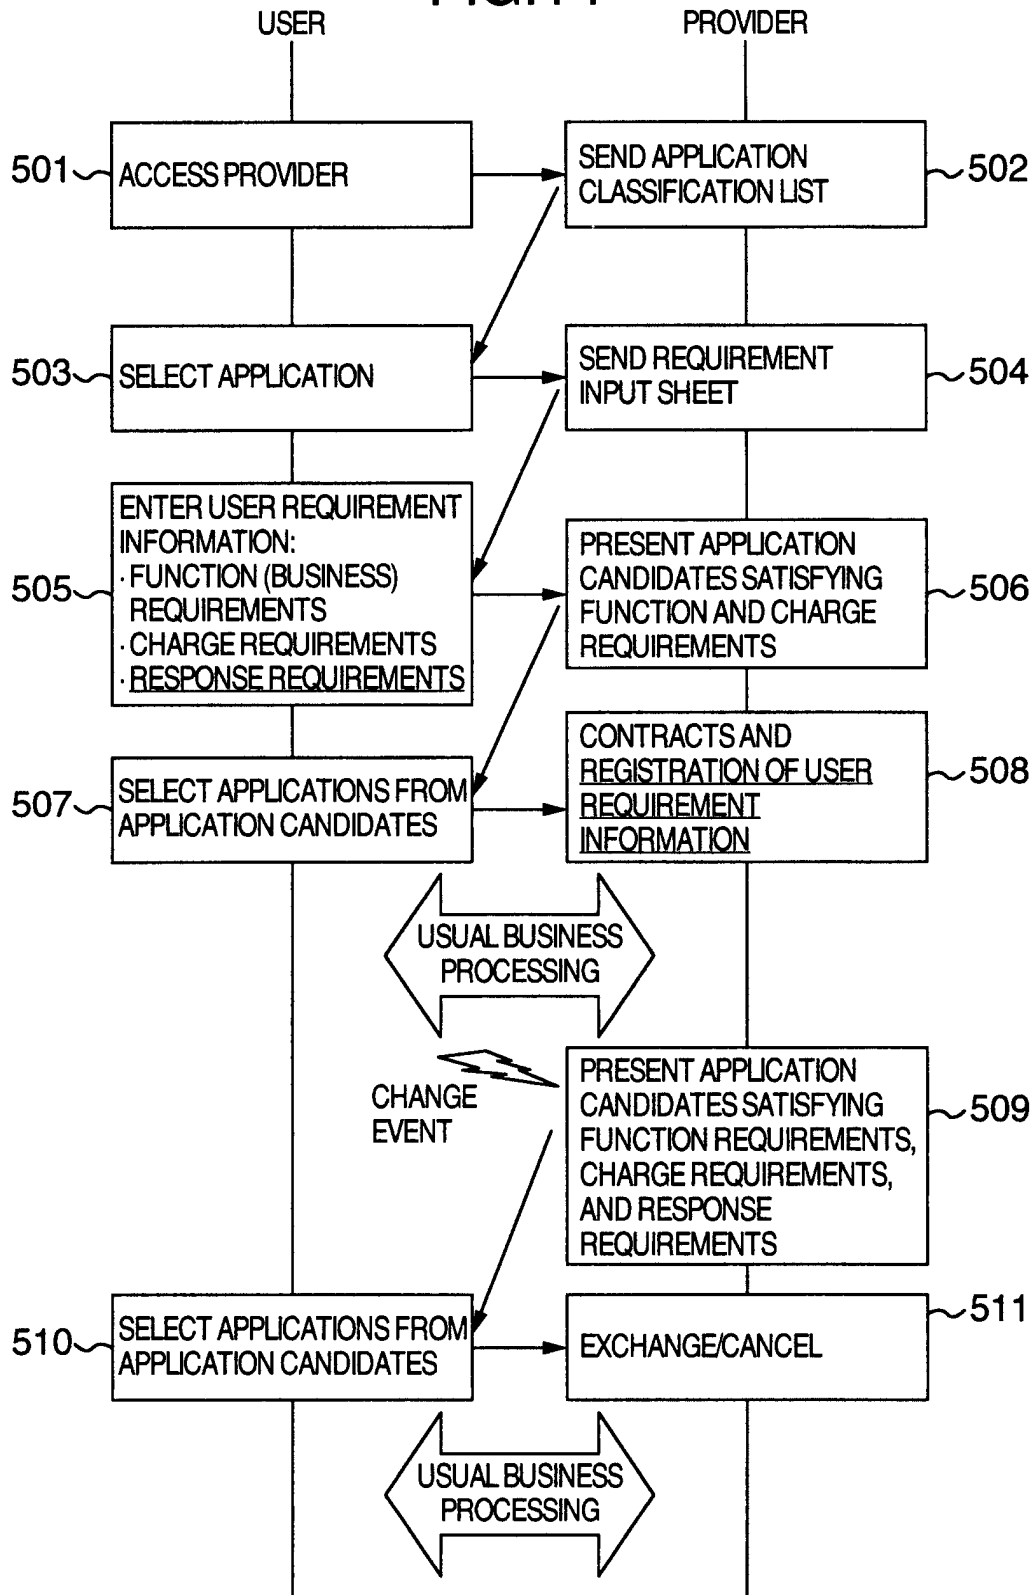 USER
PROVIDER
501
ACCESS PROVIDER
SEND APPLICATION
CLASSIFICATION LIST
502
503
SELECT APPLICATION
SEND REQUIREMENT
INPUT SHEET
504
505
ENTER USER REQUIREMENT
INFORMATION:
· FUNCTION (BUSINESS)
REQUIREMENTS
· CHARGE REQUIREMENTS
· RESPONSE REQUIREMENTS
PRESENT APPLICATION
CANDIDATES SATISFYING
FUNCTION AND CHARGE
REQUIREMENTS
506
507
SELECT APPLICATIONS FROM
APPLICATION CANDIDATES
CONTRACTS AND
REGISTRATION OF USER
REQUIREMENT
INFORMATION
508
USUAL BUSINESS
PROCESSING
CHANGE
EVENT
PRESENT APPLICATION
CANDIDATES SATISFYING
FUNCTION REQUIREMENTS,
CHARGE REQUIREMENTS,
AND RESPONSE
REQUIREMENTS
509
510
SELECT APPLICATIONS FROM
APPLICATION CANDIDATES
EXCHANGE/CANCEL
511
USUAL BUSINESS
PROCESSING